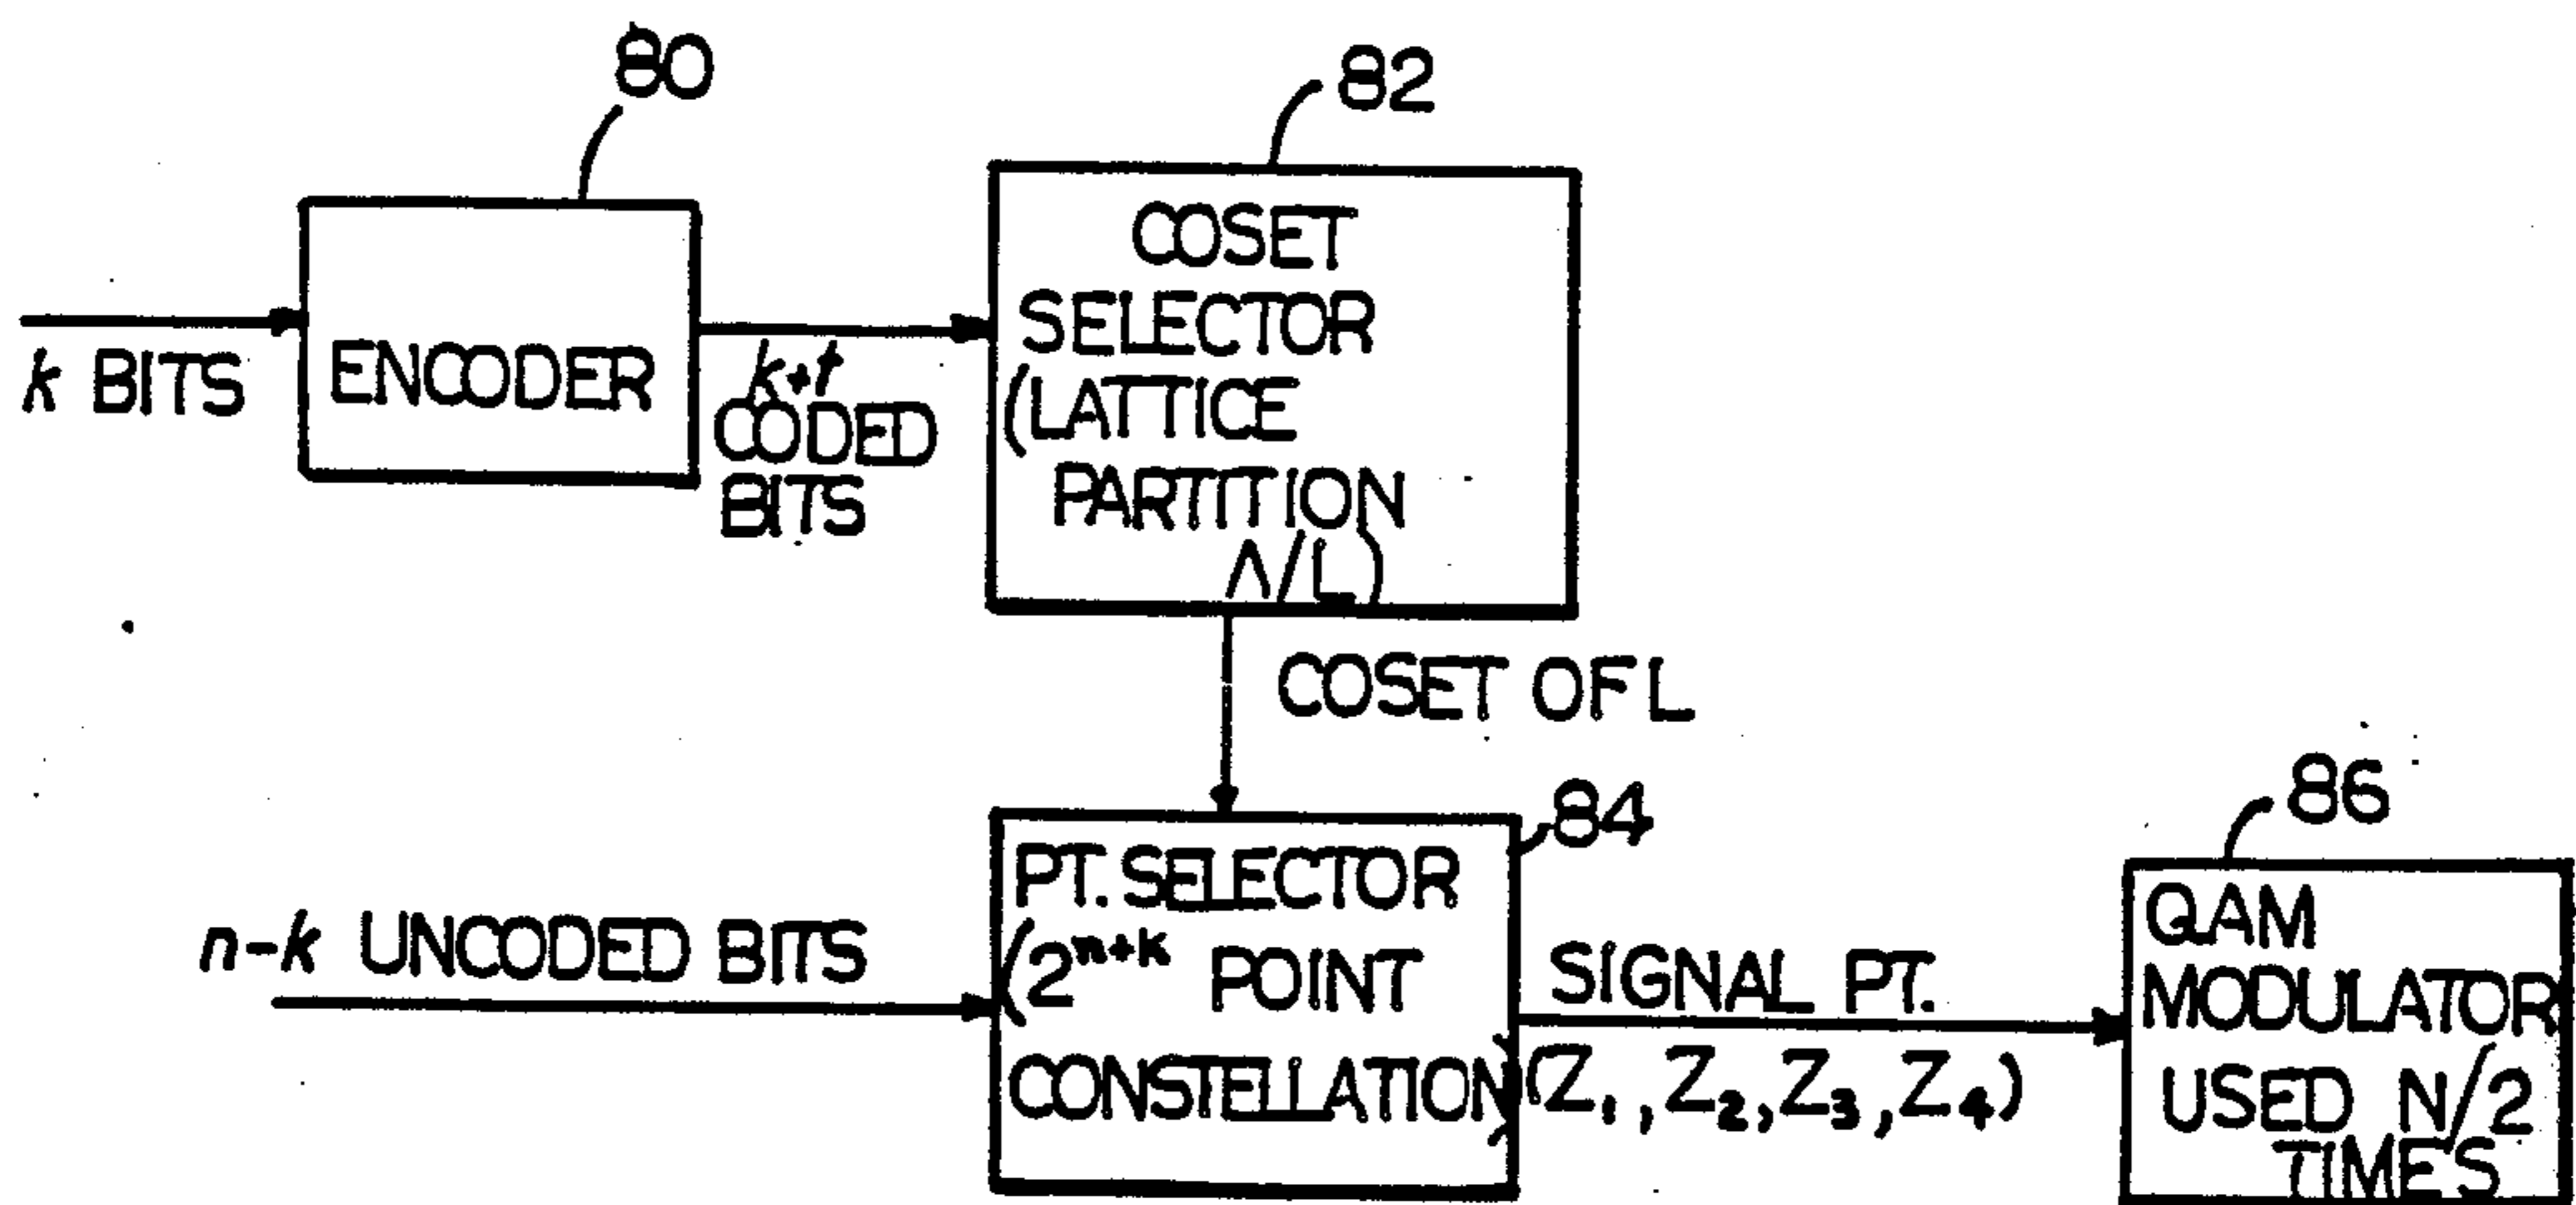 80
82
k BITS
ENCODER
k+r
CODED
BITS
COSET
SELECTOR
(LATTICE
PARTITION
Λ/L)
COSET OF L
84
86
n-k UNCODED BITS
PT. SELECTOR
(2^{n+k} POINT
CONSTELLATION)
SIGNAL PT.
(Z₁, Z₂, Z₃, Z₄)
QAM
MODULATOR
USED N/2
TIMES